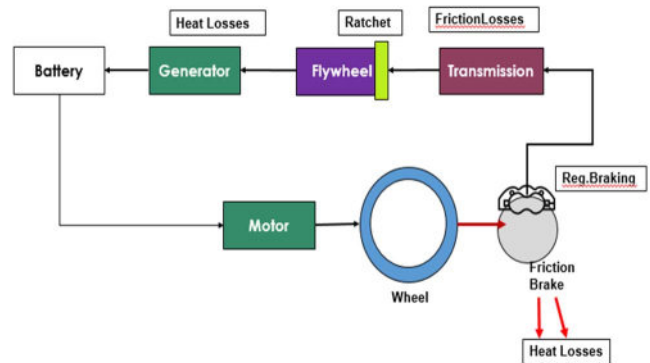 Heat Losses
Ratchet
FrictionLosses
Battery
Generator
Flywheel
Transmission
Reg.Braking
Motor
Wheel
Friction
Brake
Heat Losses